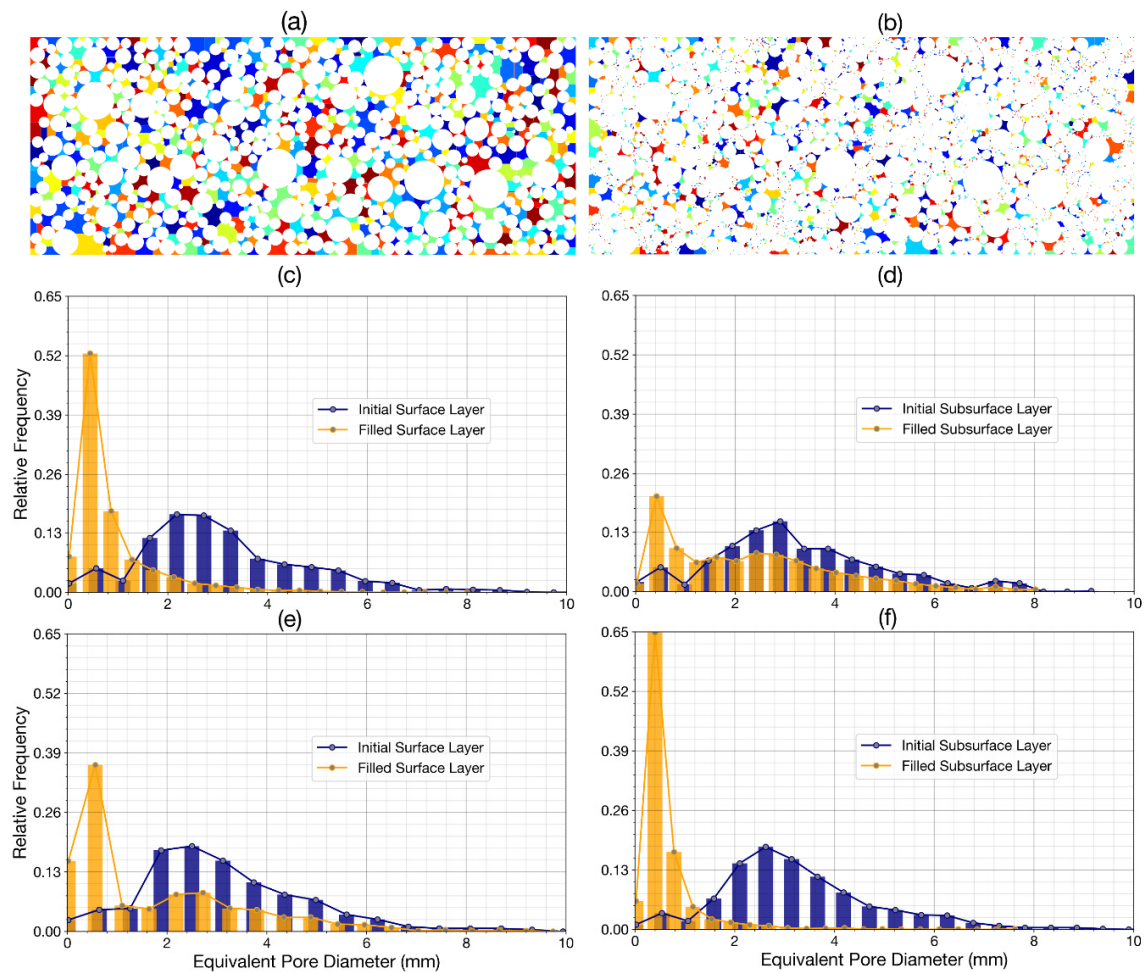 (a)
(b)
(c)
(d)
0.65
0.52
0.39
0.26
0.13
0.00
Relative Frequency
Initial Surface Layer
Filled Surface Layer
0 2 4 6 8 10
0.65
0.52
0.39
0.26
0.13
0.00
Initial Subsurface Layer
Filled Subsurface Layer
0 2 4 6 8 10
(e)
(f)
0.65
0.52
0.39
0.26
0.13
0.00
Relative Frequency
Initial Surface Layer
Filled Surface Layer
0 2 4 6 8 10
Equivalent Pore Diameter (mm)
0.65
0.52
0.39
0.26
0.13
0.00
Initial Subsurface Layer
Filled Subsurface Layer
0 2 4 6 8 10
Equivalent Pore Diameter (mm)